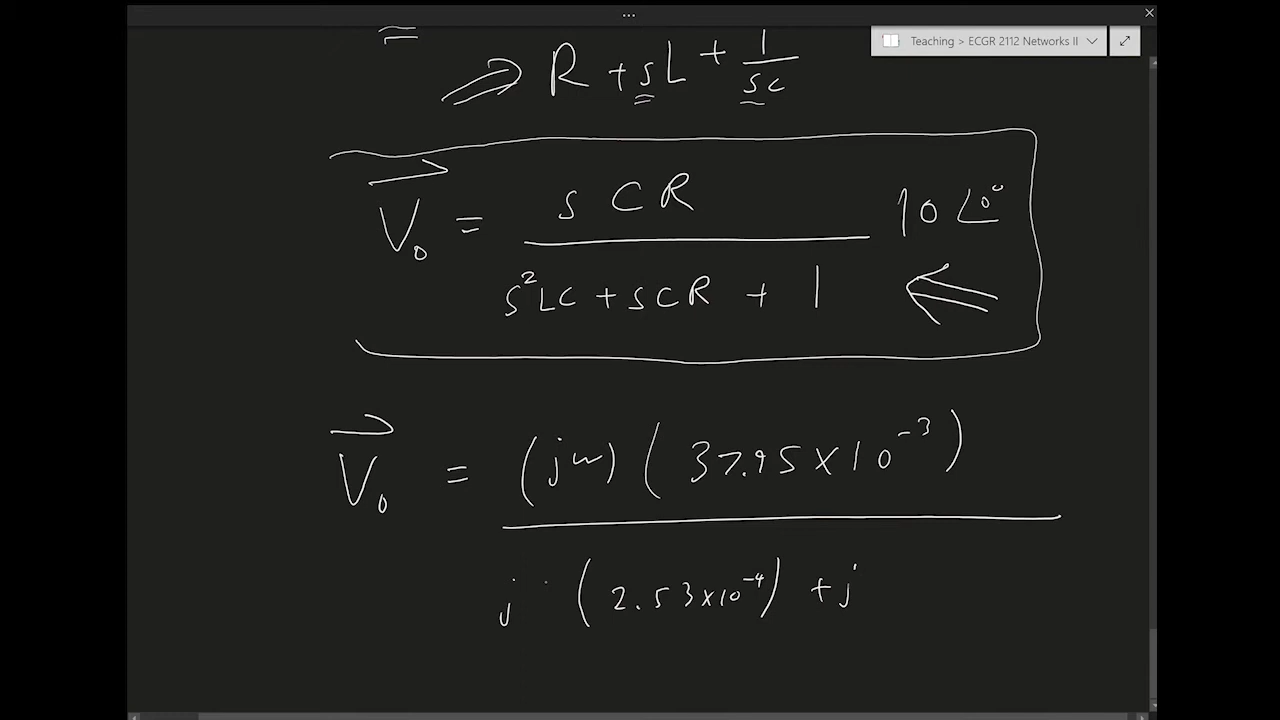 Teaching > ECGR 2112 Networks II
=
⇒ R + sL + 1/sC
V₀ = sCR / (s²LC + sCR + 1) 10∠0°
V₀ = (jω)(37.95×10⁻³)
j (2.53×10⁻⁴) + j